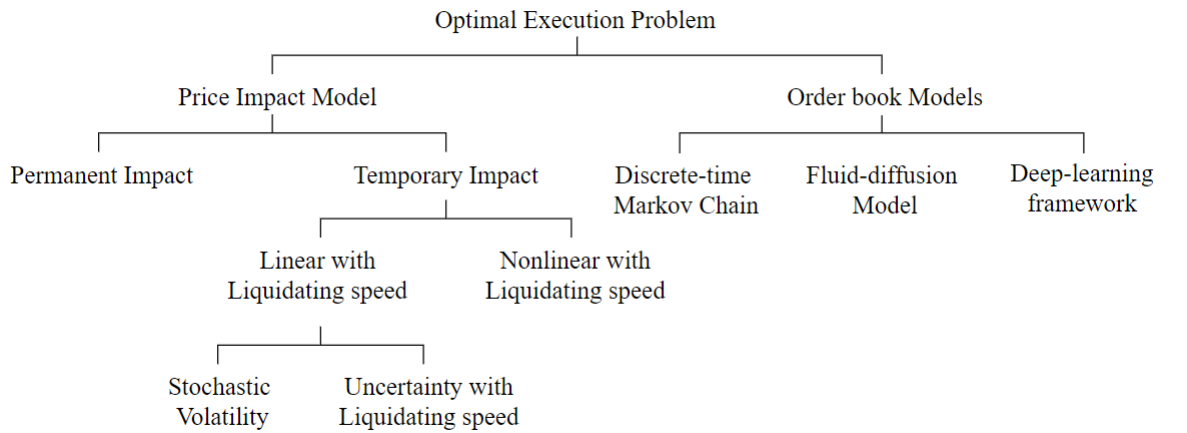 Optimal Execution Problem
Price Impact Model
Order book Models
Permanent Impact
Temporary Impact
Discrete-time
Markov Chain
Fluid-diffusion
Model
Deep-learning
framework
Linear with
Liquidating speed
Nonlinear with
Liquidating speed
Stochastic
Volatility
Uncertainty with
Liquidating speed